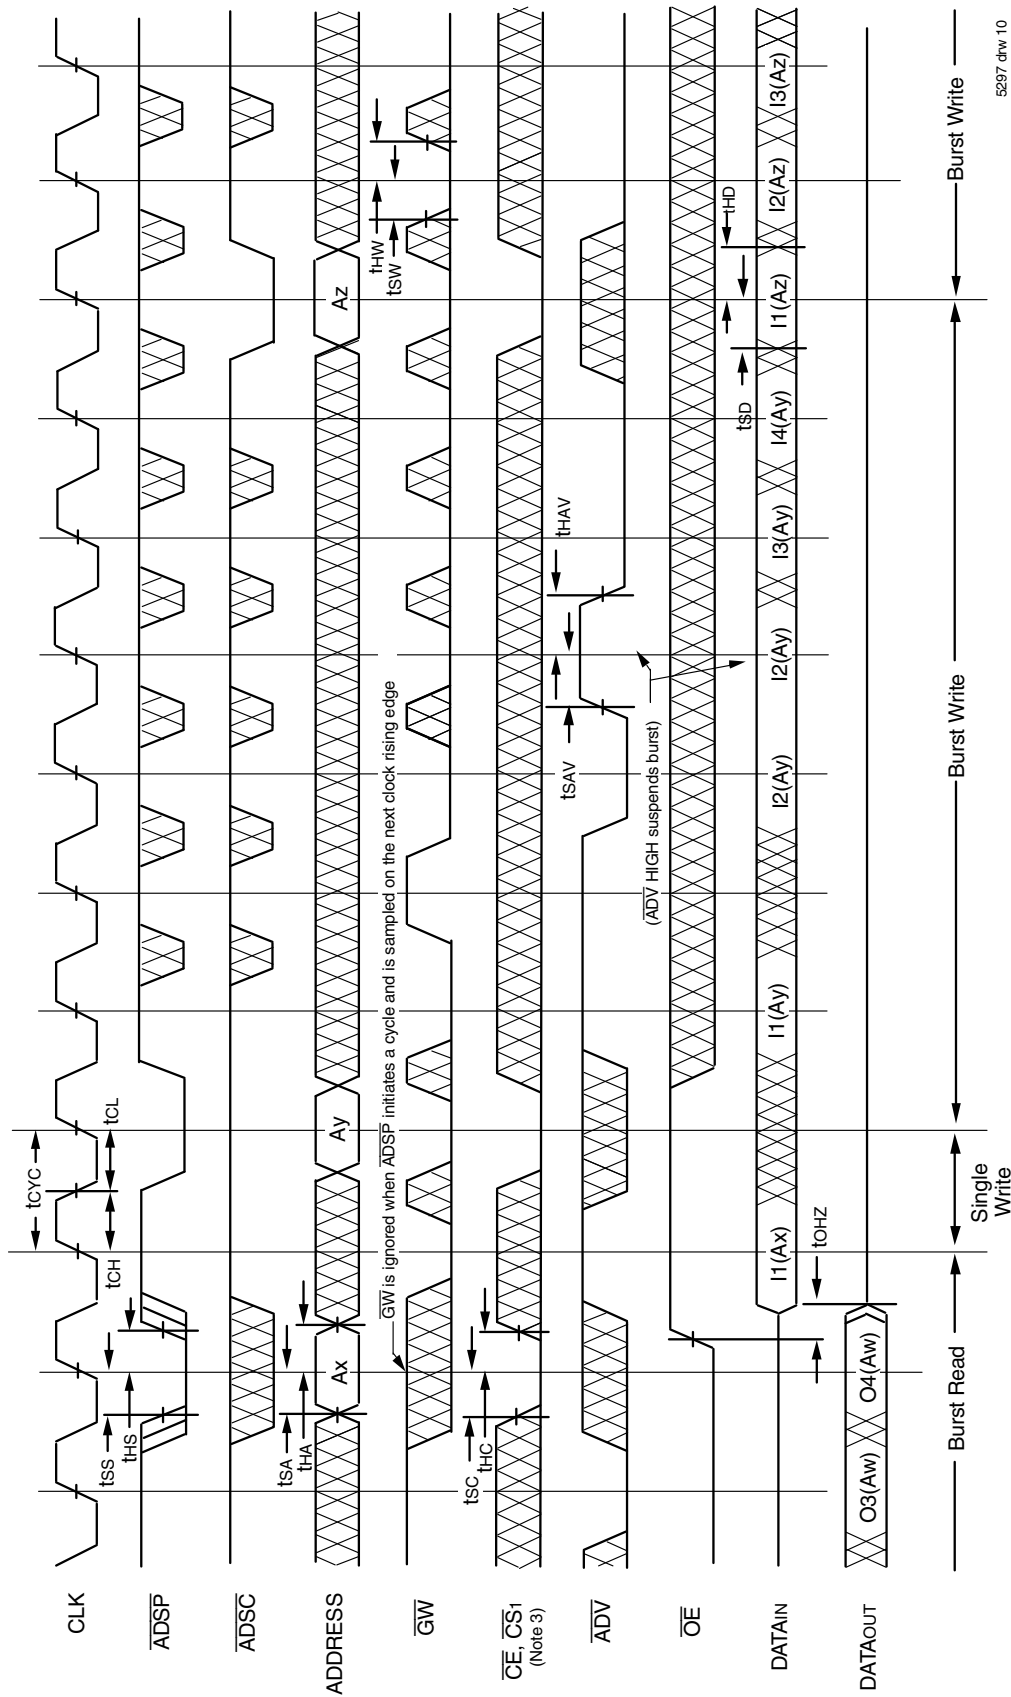 CLK
tCYC
tCH
tCL
ADSP
tSS
tHS
ADSC
ADDRESS
tSA
tHA
Ax
Ay
Az
GW
GW is ignored when ADSP initiates a cycle and is sampled on the next clock rising edge
tHW
tSW
CE, CS1
(Note 3)
tSC
tHC
ADV
tSAV
tHAV
(ADV HIGH suspends burst)
OE
DATAIN
I1(Ax)
I1(Ay)
I2(Ay)
I2(Ay)
I3(Ay)
I4(Ay)
I1(Az)
I2(Az)
I3(Az)
tSD
tHD
tOHZ
DATAOUT
O3(Aw)
O4(Aw)
Burst Read
Single
Write
Burst Write
Burst Write
5297 drw 10